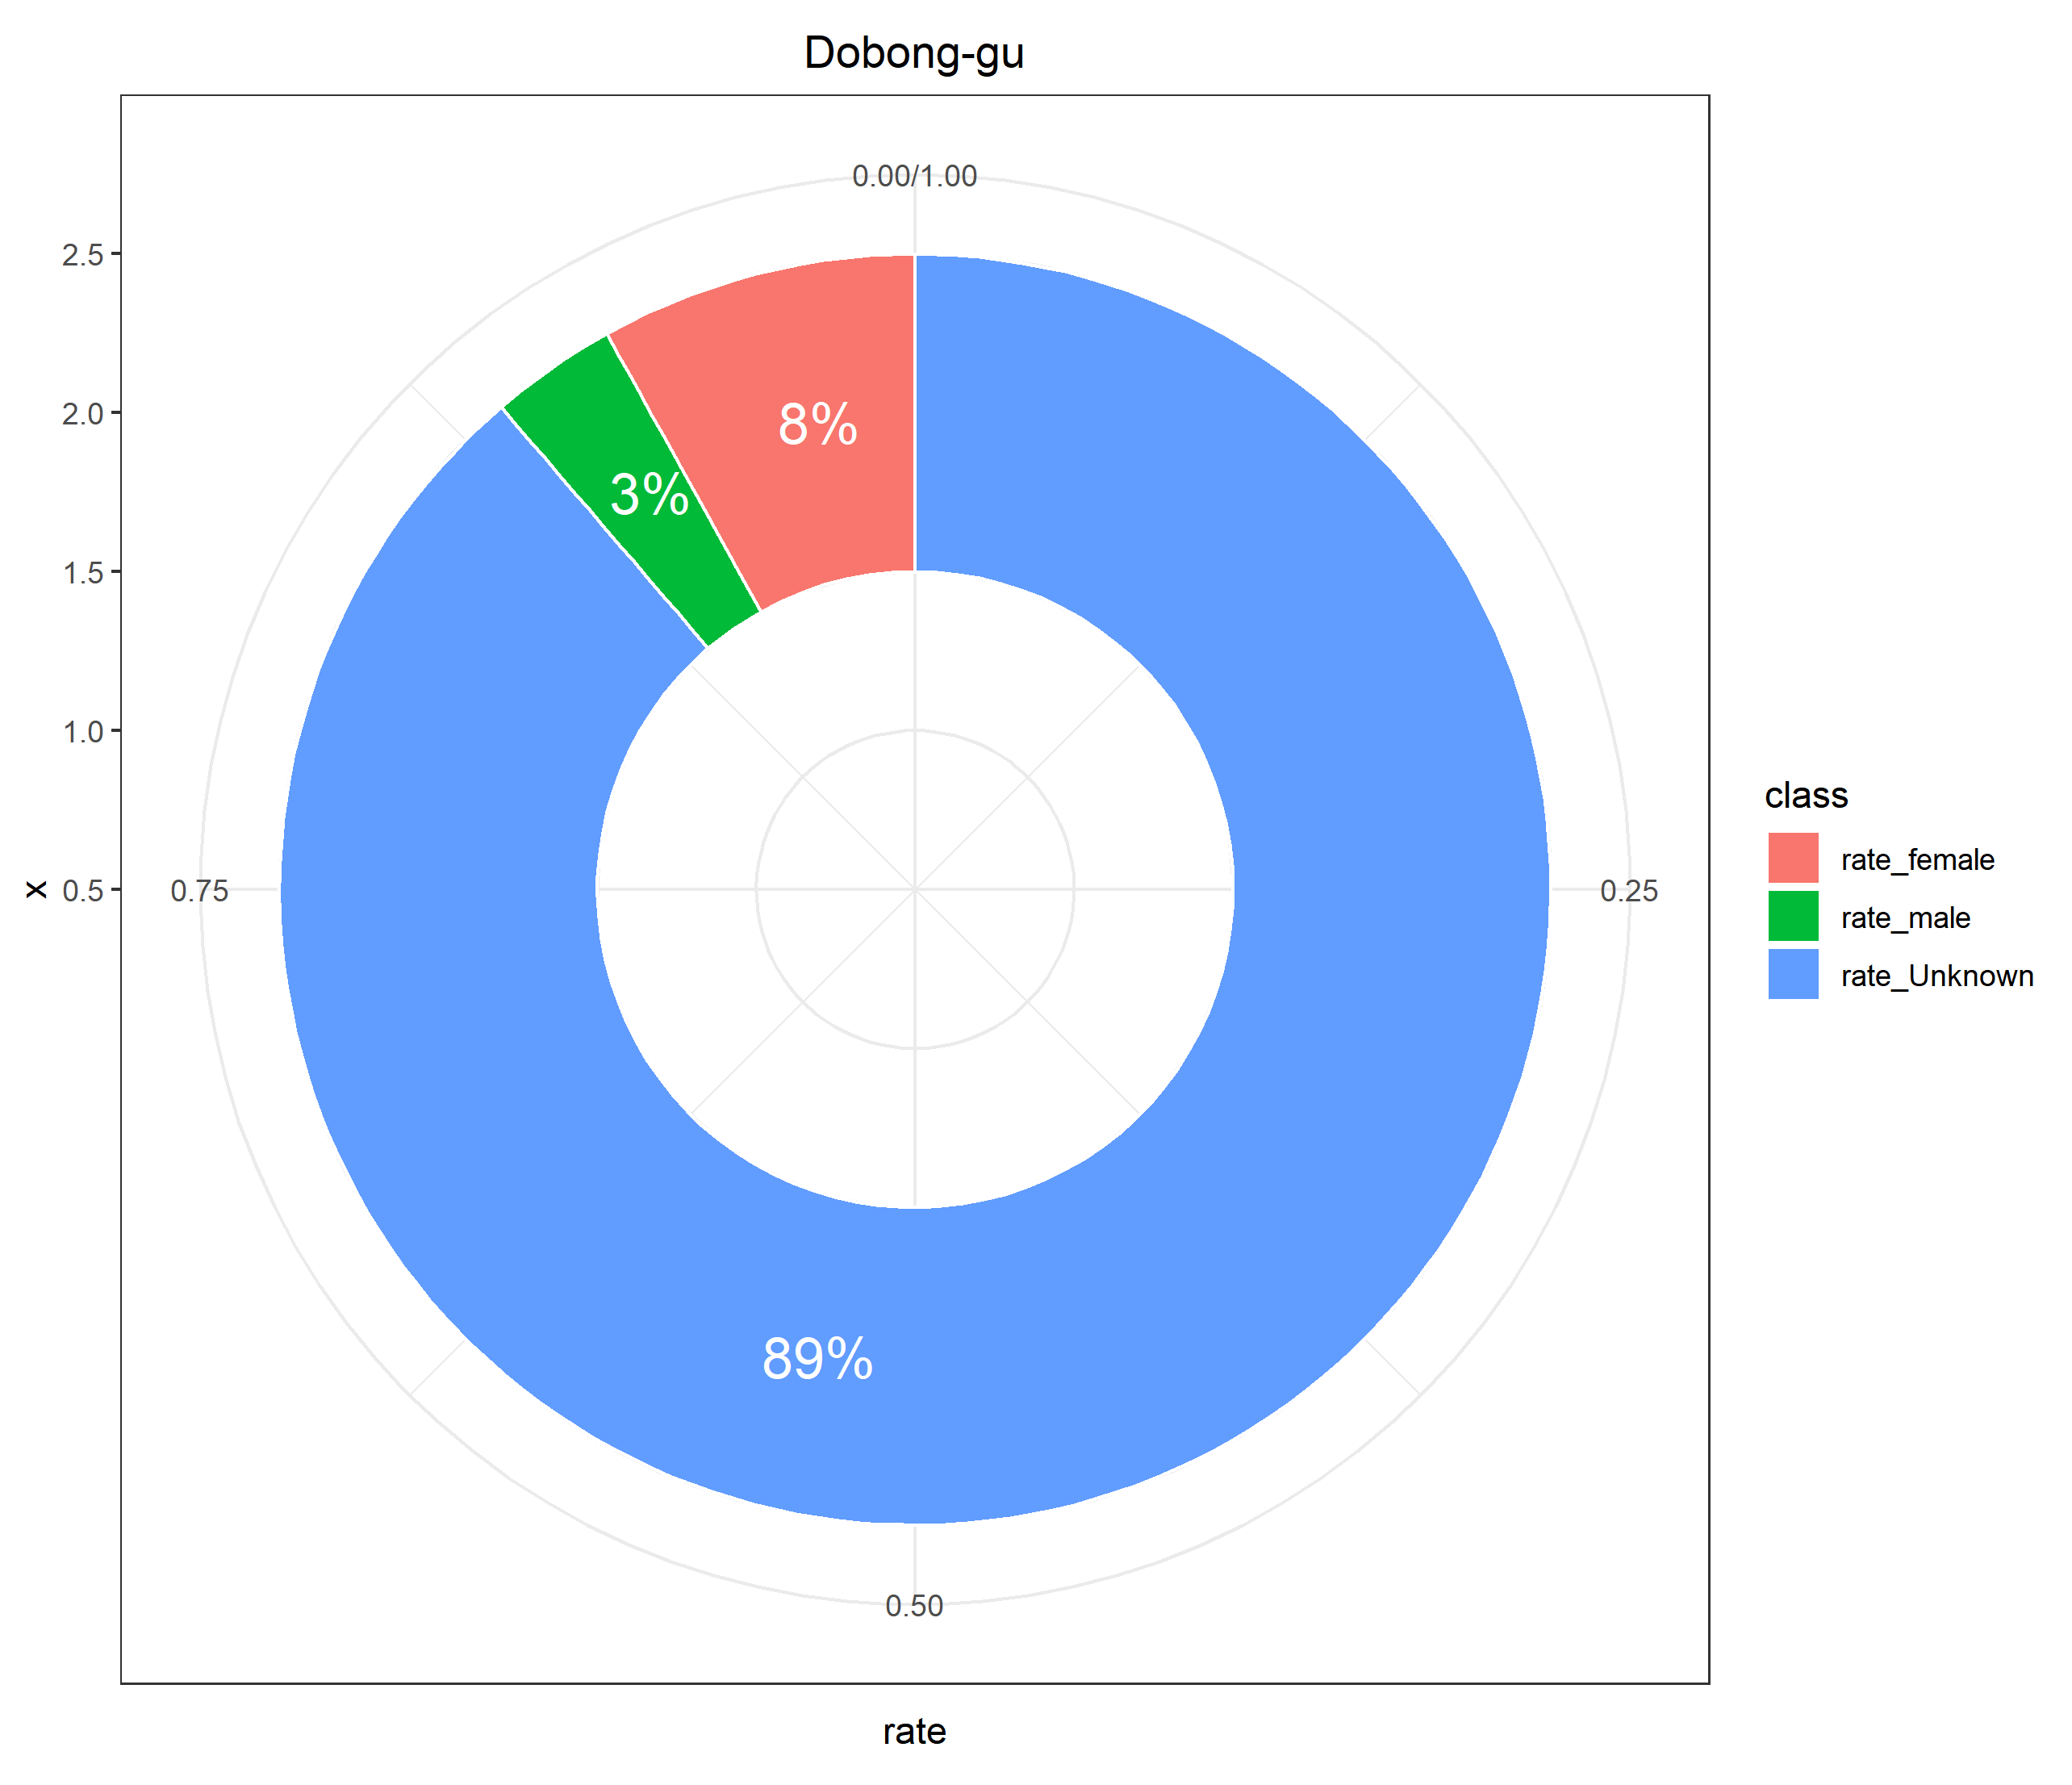 Dobong-gu
0.00/1.00
2.5
2.0
1.5
1.0
0.5
x
0.75
0.25
0.50
8%
3%
89%
rate
class
rate_female
rate_male
rate_Unknown